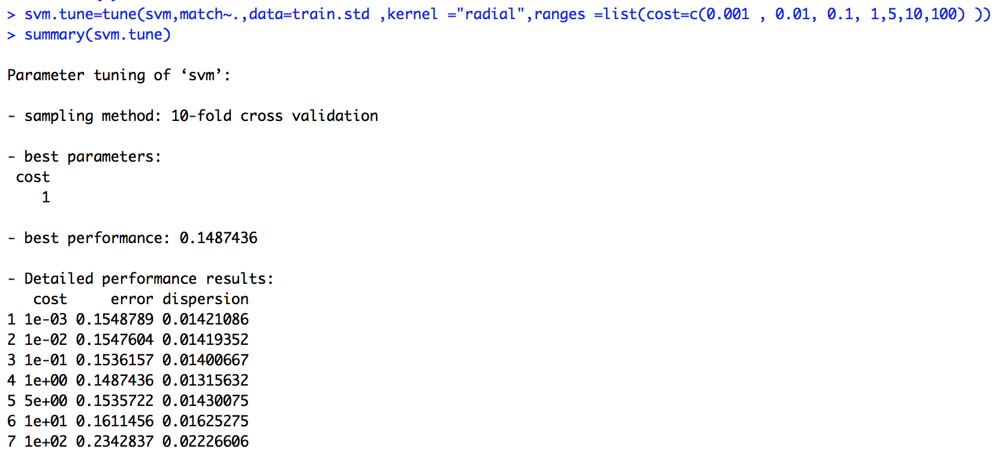 > svm.tune=tune(svm,match~.,data=train.std ,kernel ="radial",ranges =list(cost=c(0.001 , 0.01, 0.1, 1,5,10,100) ))
> summary(svm.tune)
Parameter tuning of ‘svm’:
- sampling method: 10-fold cross validation
- best parameters:
cost
1
- best performance: 0.1487436
- Detailed performance results:
cost error dispersion
1 1e-03 0.1548789 0.01421086
2 1e-02 0.1547604 0.01419352
3 1e-01 0.1536157 0.01400667
4 1e+00 0.1487436 0.01315632
5 5e+00 0.1535722 0.01430075
6 1e+01 0.1611456 0.01625275
7 1e+02 0.2342837 0.02226606